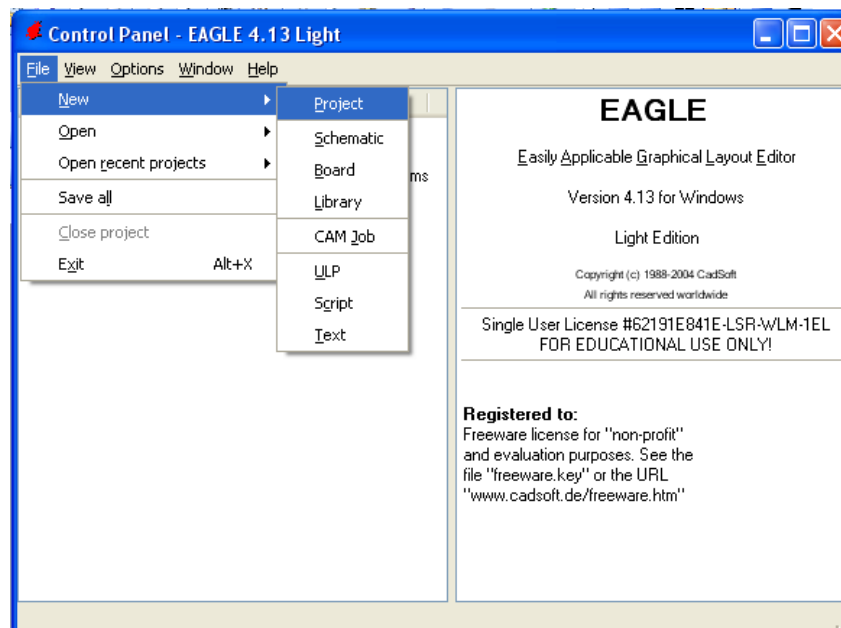 Control Panel - EAGLE 4.13 Light
File View Options Window Help
New
Open
Open recent projects
Save all
Close project
Exit Alt+X
Project
Schematic
Board
Library
CAM Job
ULP
Script
Text
ms
EAGLE
Easily Applicable Graphical Layout Editor
Version 4.13 for Windows
Light Edition
Copyright (c) 1988-2004 CadSoft
All rights reserved worldwide
Single User License #62191E841E-LSR-WLM-1EL
FOR EDUCATIONAL USE ONLY!
Registered to:
Freeware license for "non-profit"
and evaluation purposes. See the
file "freeware.key" or the URL
"www.cadsoft.de/freeware.htm"